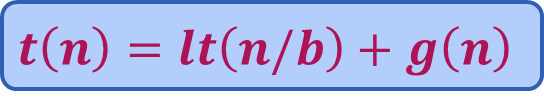 t(n) = lt(n/b) + g(n)